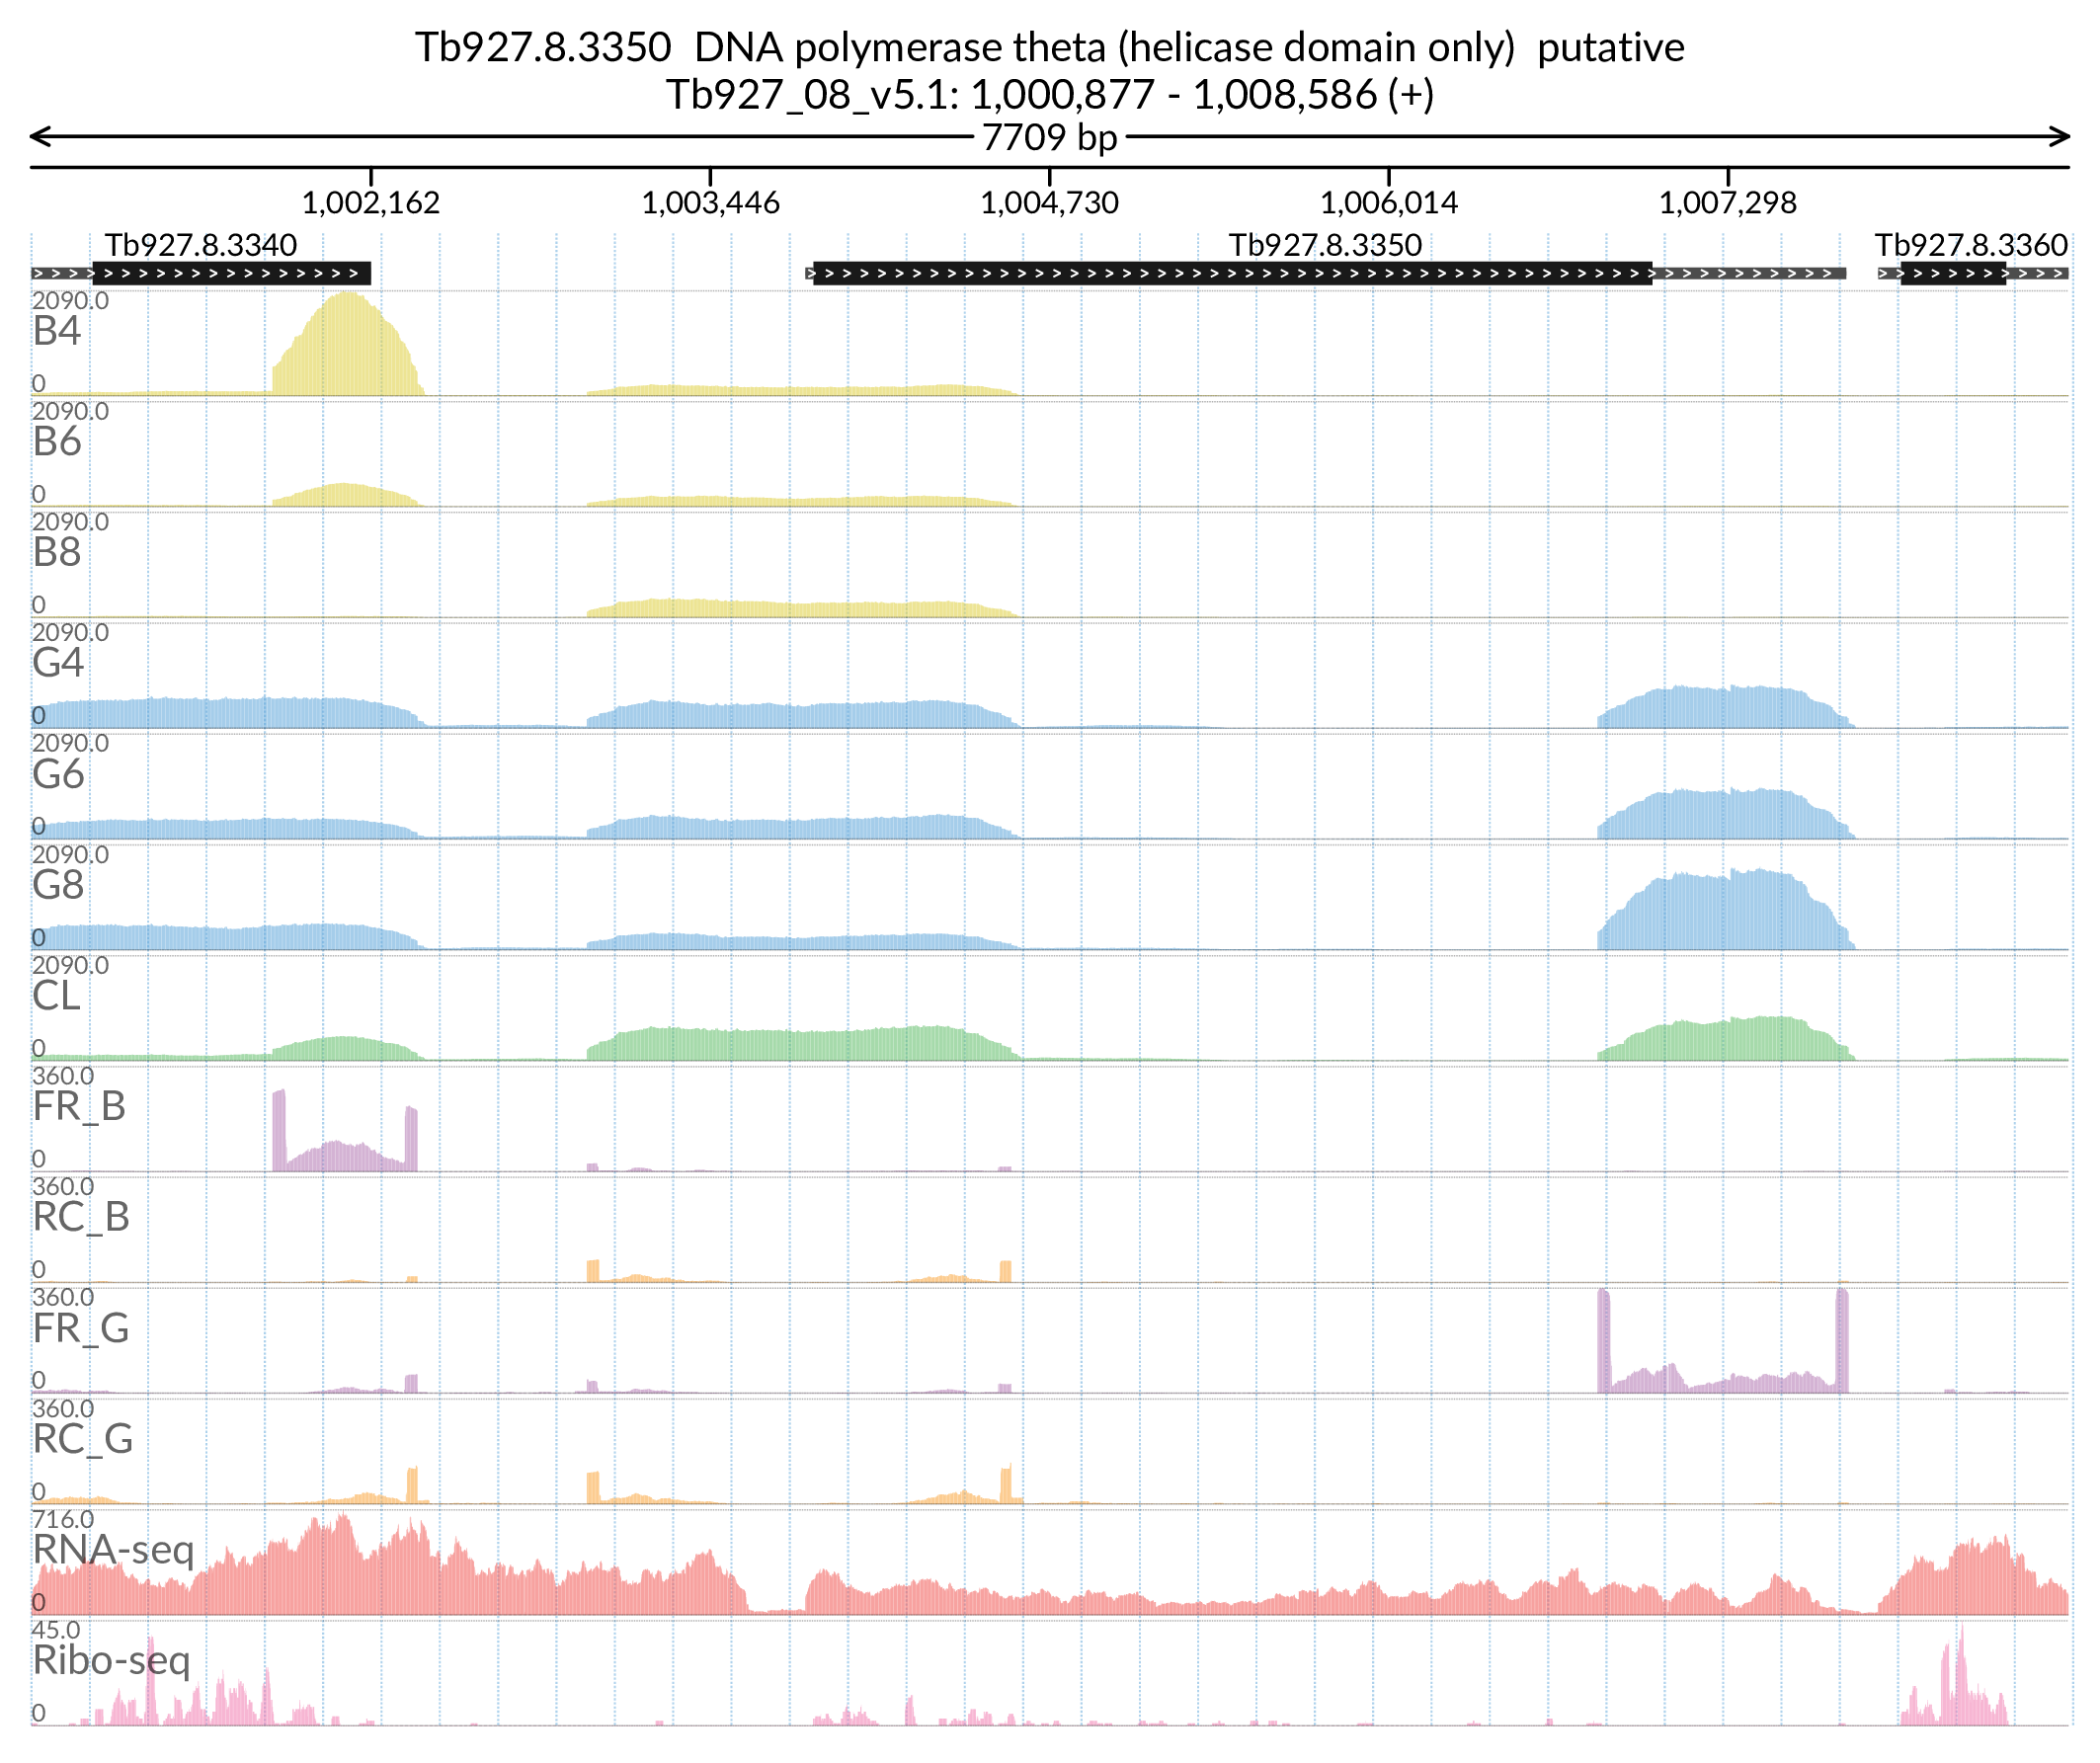 Tb927.8.3350  DNA polymerase theta (helicase domain only)  putative
Tb927_08_v5.1: 1,000,877 - 1,008,586 (+)
7709 bp
1,002,162 1,003,446 1,004,730 1,006,014 1,007,298
Tb927.8.3340 Tb927.8.3350 Tb927.8.3360
2090.0
B4
0
2090.0
B6
0
2090.0
B8
0
2090.0
G4
0
2090.0
G6
0
2090.0
G8
0
2090.0
CL
0
360.0
FR_B
0
360.0
RC_B
0
360.0
FR_G
0
360.0
RC_G
0
716.0
RNA-seq
0
45.0
Ribo-seq
0